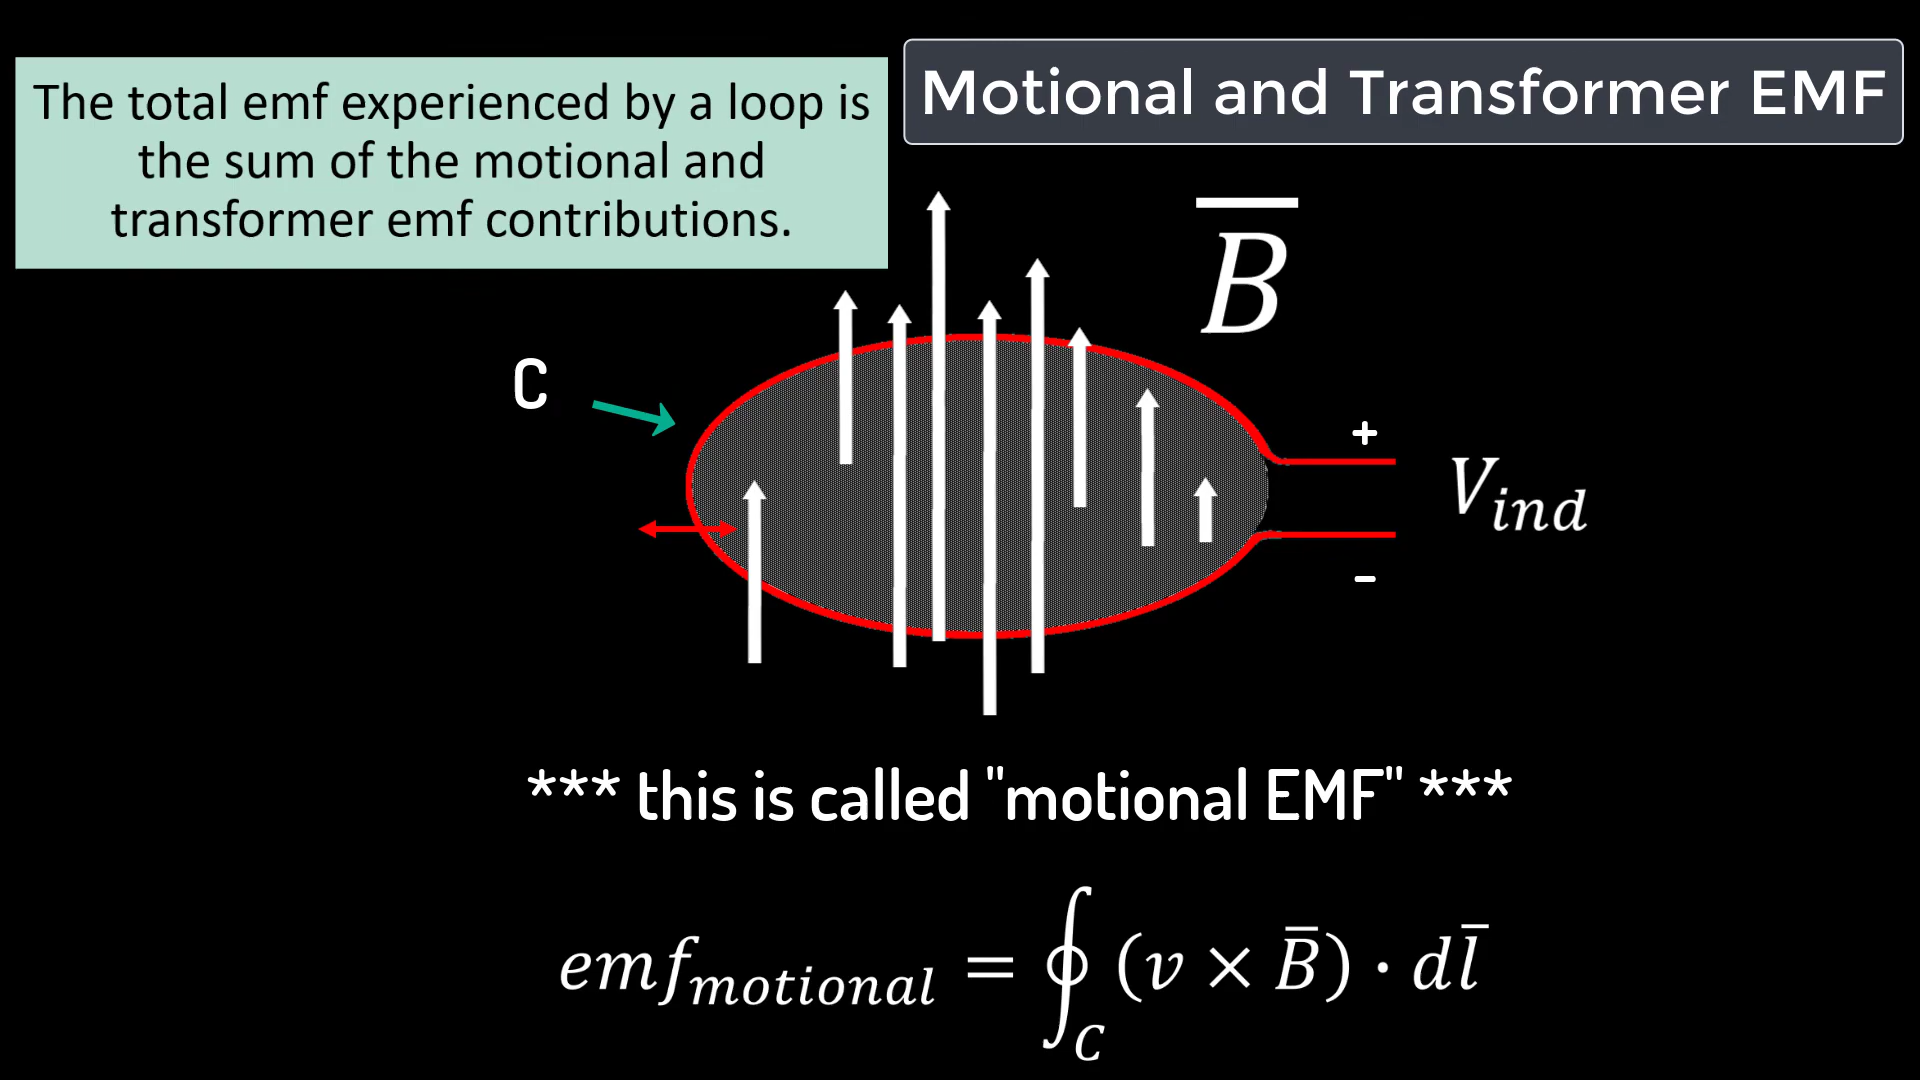 The total emf experienced by a loop is
the sum of the motional and
transformer emf contributions.
Motional and Transformer EMF
B̅
C
+
V_ind
-
*** this is called "motional EMF" ***
emf_motional = ∮_C (v × B̅) · dl̅